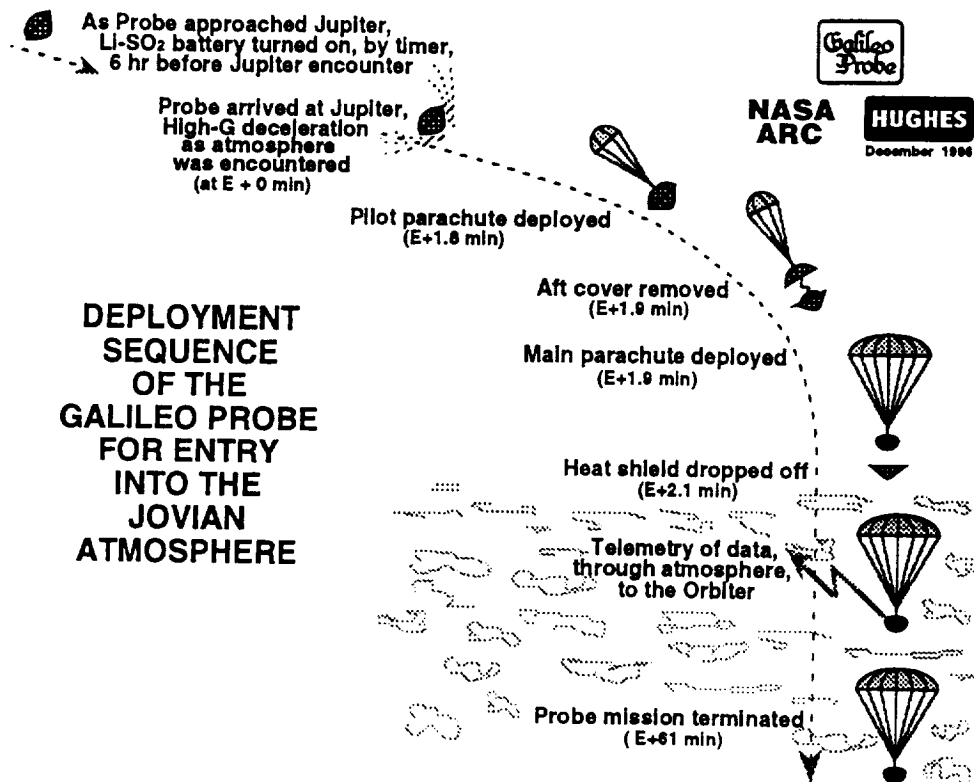 As Probe approached Jupiter,
Li-SO₂ battery turned on, by timer,
6 hr before Jupiter encounter
Galileo
Probe
NASA
ARC
HUGHES
December 1996
Probe arrived at Jupiter,
High-G deceleration
as atmosphere
was encountered
(at E + 0 min)
Pilot parachute deployed
(E+1.8 min)
Aft cover removed
(E+1.9 min)
Main parachute deployed
(E+1.9 min)
DEPLOYMENT
SEQUENCE
OF THE
GALILEO PROBE
FOR ENTRY
INTO THE
JOVIAN
ATMOSPHERE
Heat shield dropped off
(E+2.1 min)
Telemetry of data,
through atmosphere,
to the Orbiter
Probe mission terminated
( E+61 min)